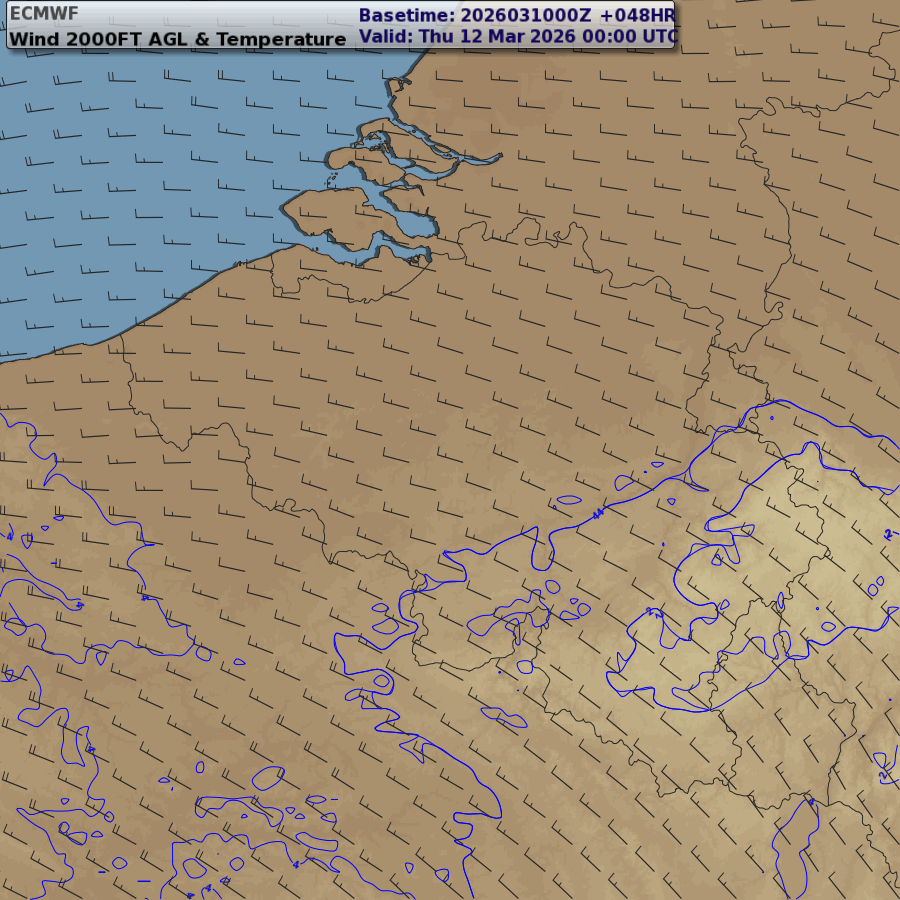 ECMWF
Wind 2000FT AGL & Temperature
Basetime: 2026031000Z +048HR
Valid: Thu 12 Mar 2026 00:00 UTC